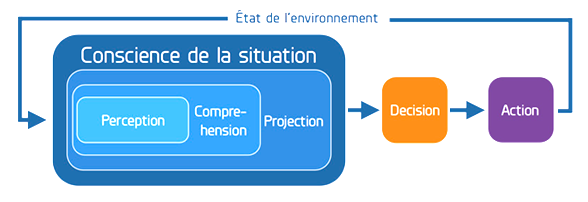 État de l'environnement
Conscience de la situation
Perception
Compre-
hension
Projection
Decision
Action